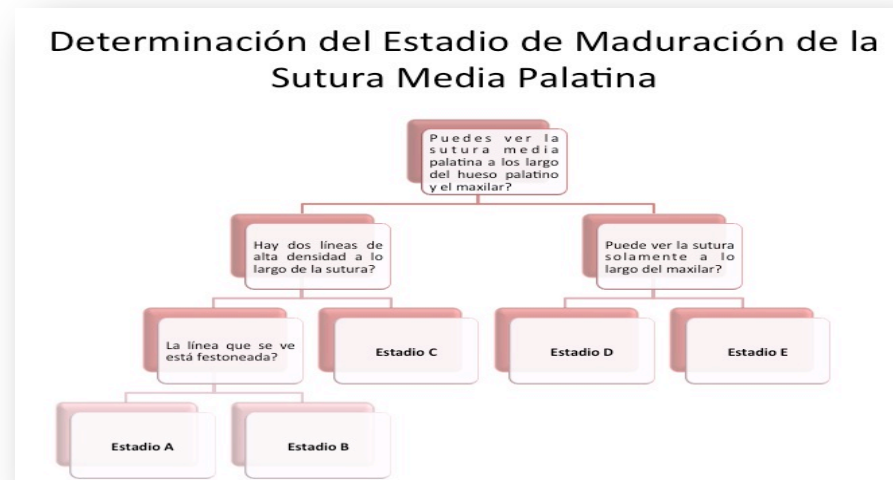 Determinación del Estadio de Maduración de la
Sutura Media Palatina
Puedes ver la
sutura media
palatina a los largo
del hueso palatino
y el maxilar?
Hay dos líneas de
alta densidad a lo
largo de la sutura?
Puede ver la sutura
solamente a lo
largo del maxilar?
La línea que se ve
está festoneada?
Estadio C
Estadio D
Estadio E
Estadio A
Estadio B